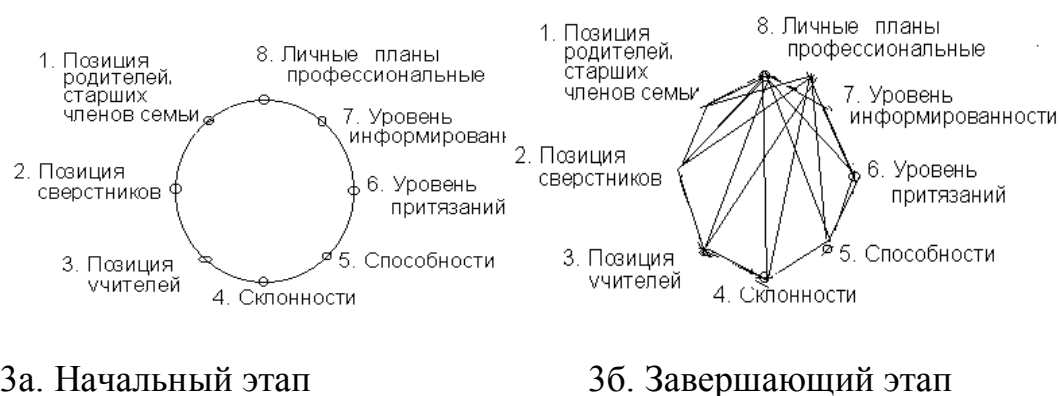 1. Позиция
родителей,
старших
членов семьи
8. Личные планы
профессиональные
7. Уровень
информированн
2. Позиция
сверстников
6. Уровень
притязаний
3. Позиция
учителей
5. Способности
4. Склонности
3а. Начальный этап
1. Позиция
родителей,
старших
членов семьи
8. Личные планы
профессиональные
7. Уровень
информированности
2. Позиция
сверстников
6. Уровень
притязаний
3. Позиция
учителей
5. Способности
4. Склонности
3б. Завершающий этап